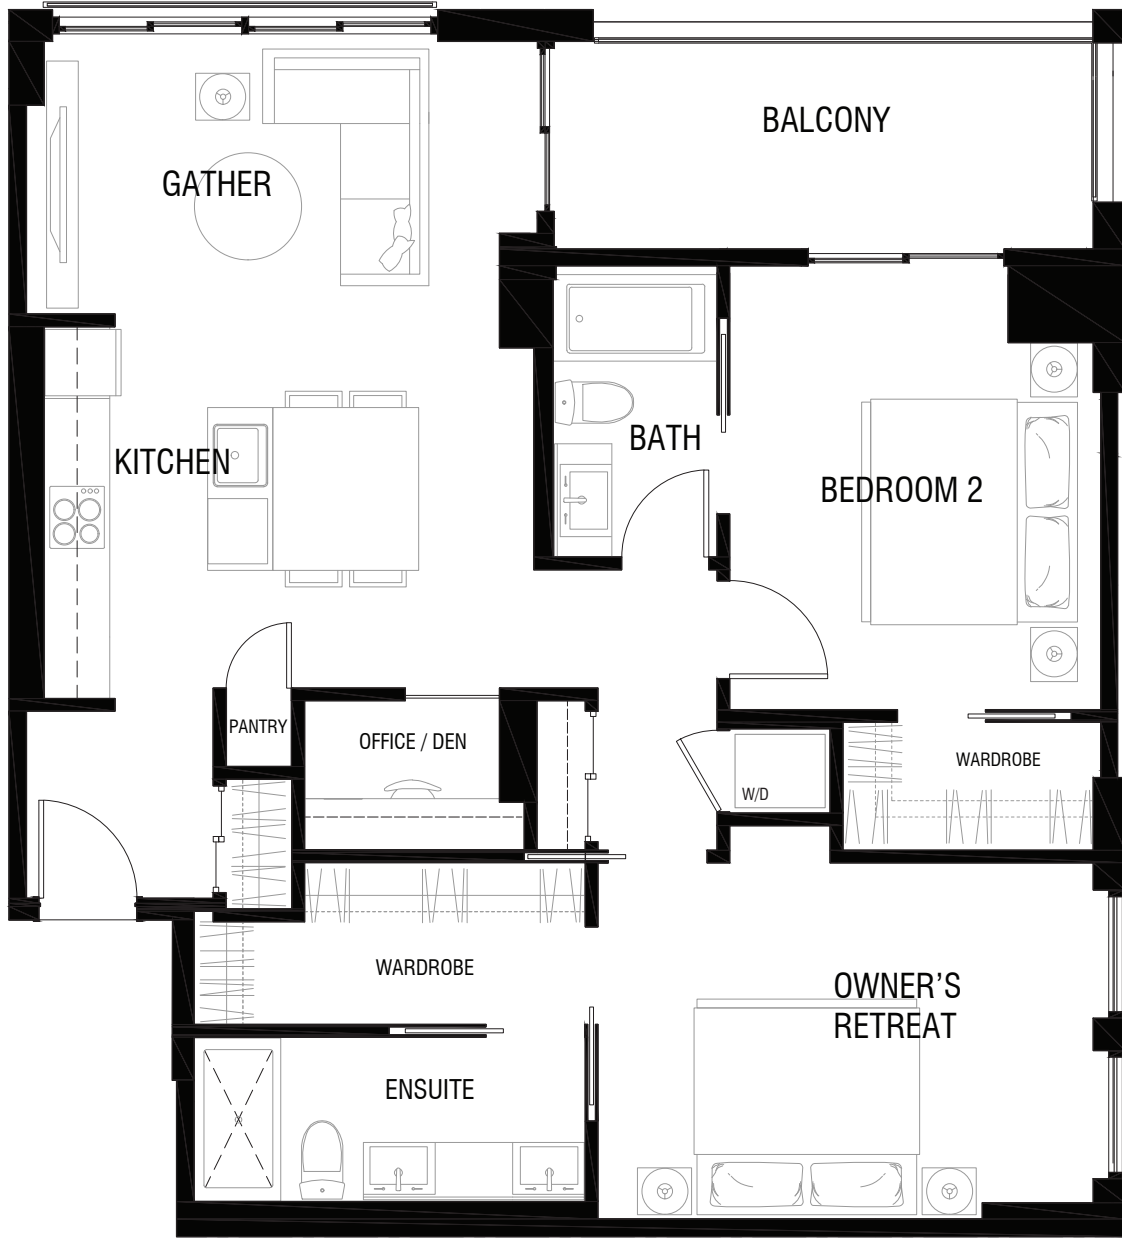 BALCONY
GATHER
BATH
KITCHEN
BEDROOM 2
PANTRY
OFFICE / DEN
WARDROBE
W/D
WARDROBE
OWNER’S
RETREAT
ENSUITE